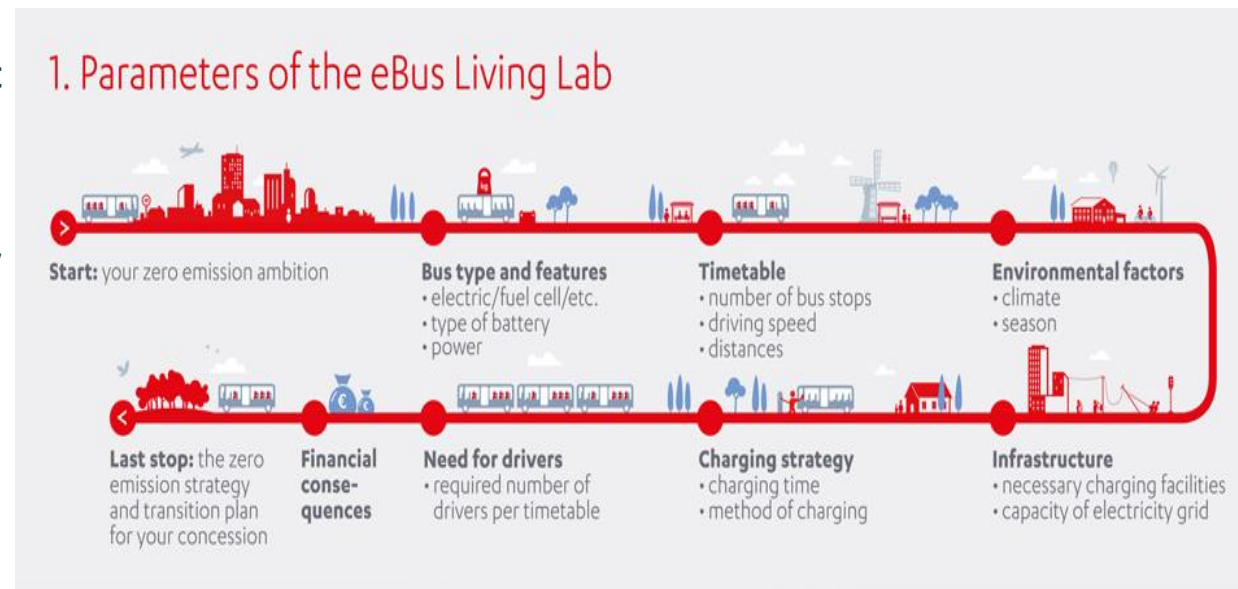 1. Parameters of the eBus Living Lab
Start: your zero emission ambition
Bus type and features
• electric/fuel cell/etc.
• type of battery
• power
Timetable
• number of bus stops
• driving speed
• distances
Environmental factors
• climate
• season
Infrastructure
• necessary charging facilities
• capacity of electricity grid
Charging strategy
• charging time
• method of charging
Need for drivers
• required number of
drivers per timetable
Financial
conse-
quences
Last stop: the zero
emission strategy
and transition plan
for your concession